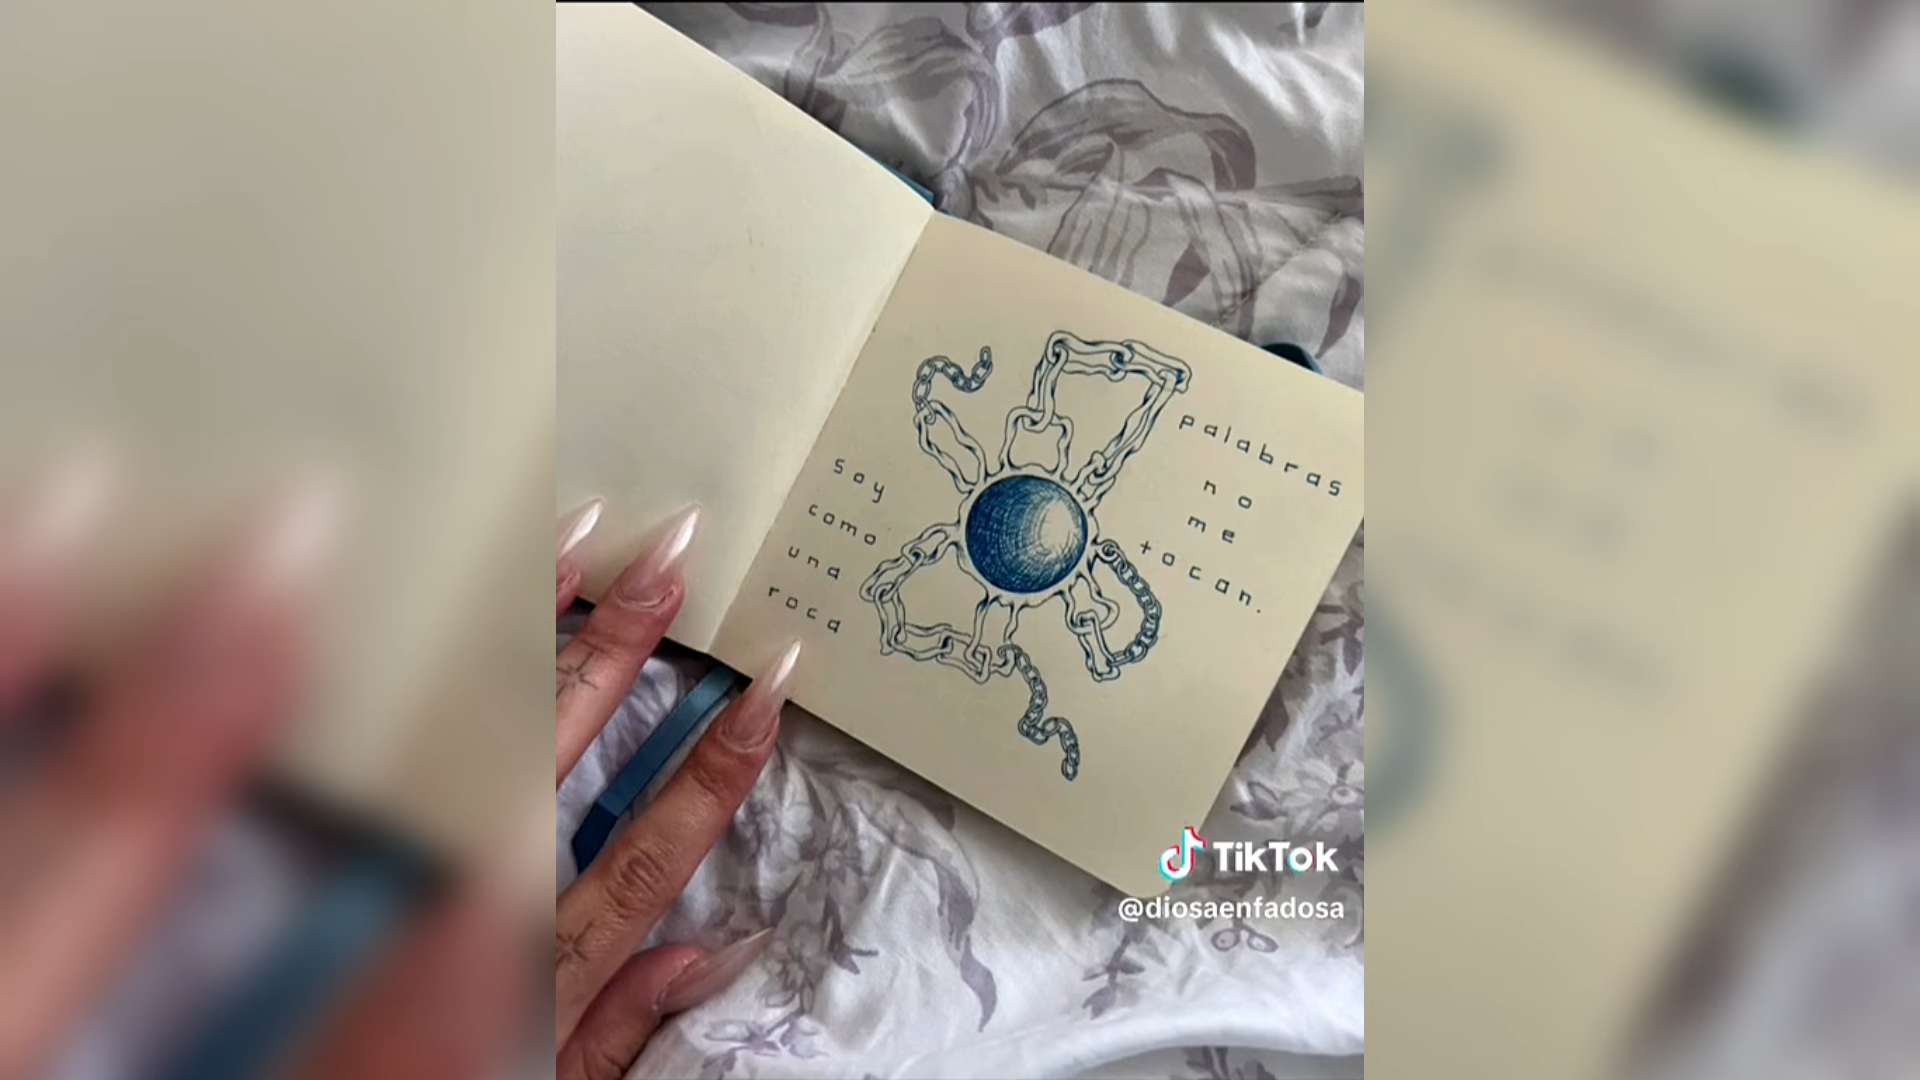 soy
como
una
roca
palabras
no
me
tocan.
TikTok
@diosaenfadosa